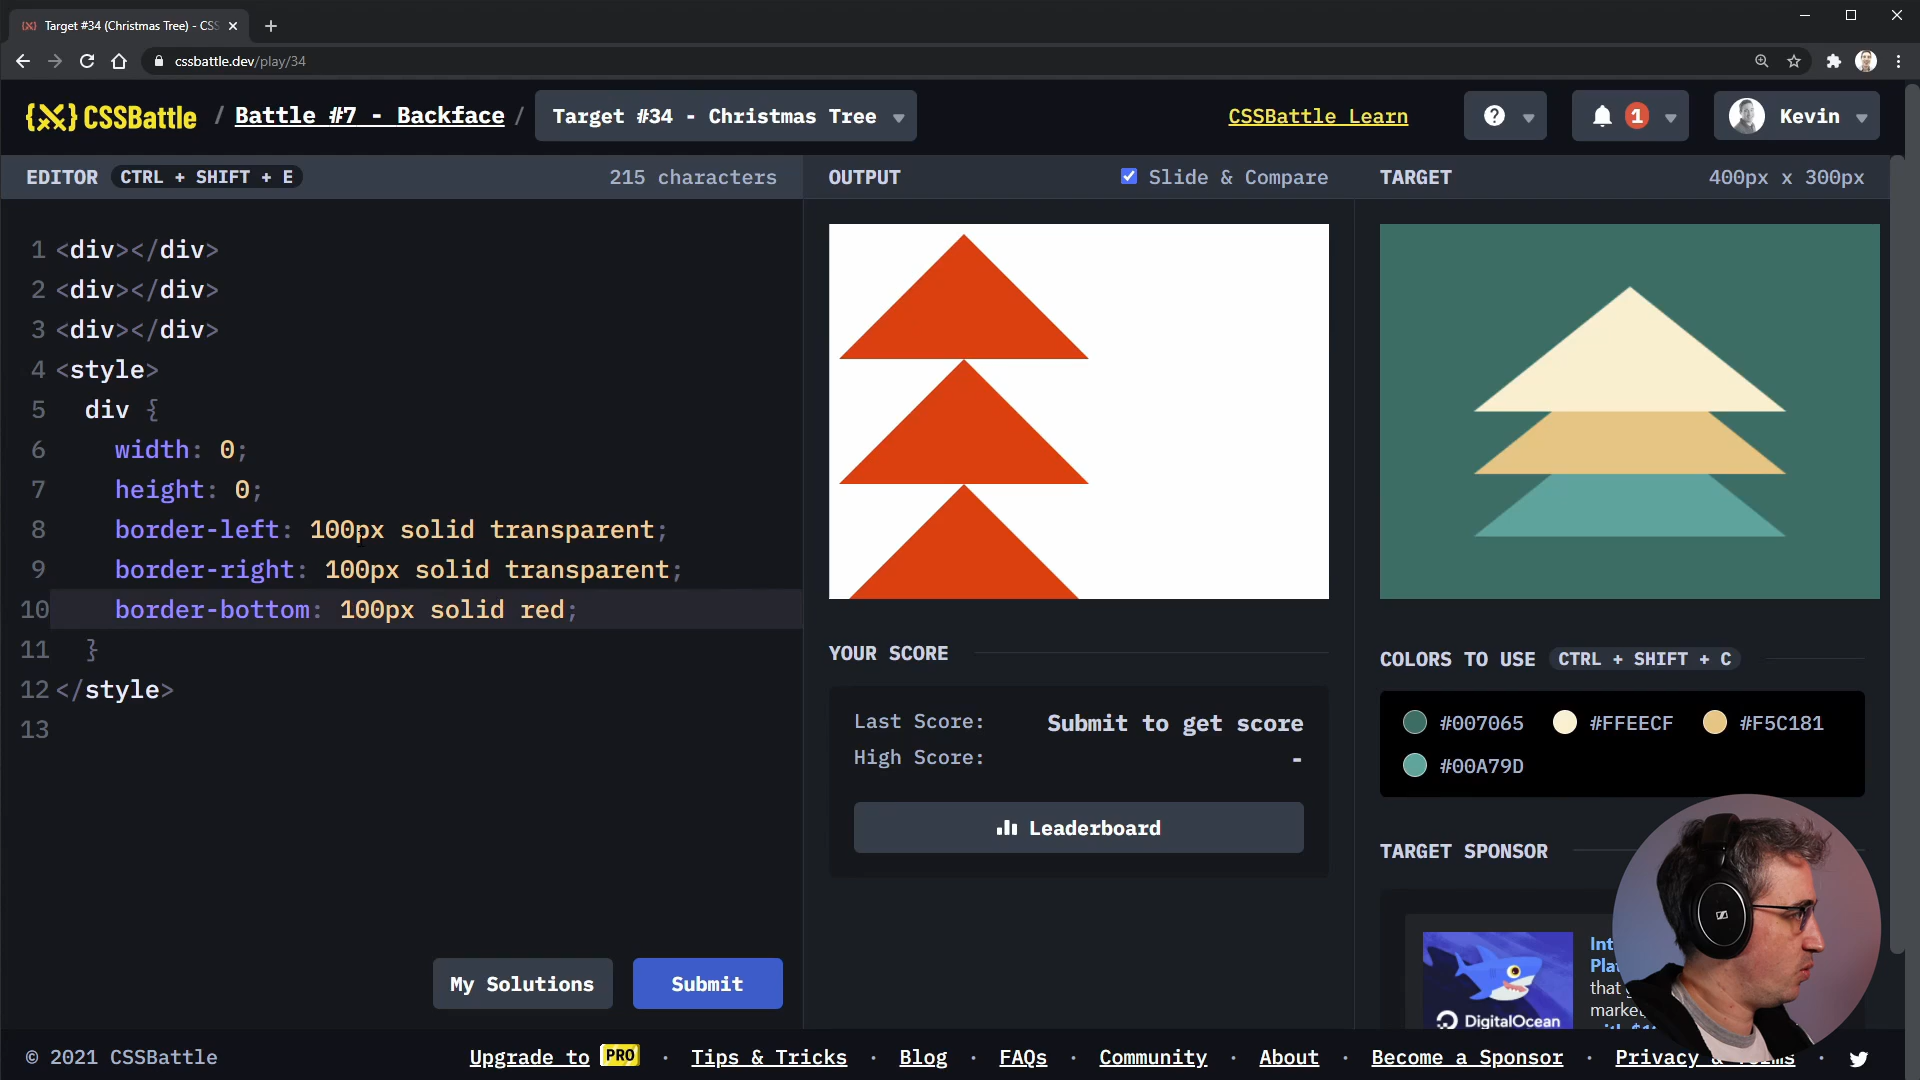 Target #34 (Christmas Tree) - CSS
cssbattle.dev/play/34
{X} CSSBattle / Battle #7 - Backface / Target #34 - Christmas Tree
CSSBattle Learn
1
Kevin
EDITOR CTRL + SHIFT + E 215 characters
1 <div></div>
2 <div></div>
3 <div></div>
4 <style>
5 div {
6 width: 0;
7 height: 0;
8 border-left: 100px solid transparent;
9 border-right: 100px solid transparent;
10 border-bottom: 100px solid red;
11 }
12 </style>
13
My Solutions
Submit
OUTPUT Slide & Compare
YOUR SCORE
Last Score: Submit to get score
High Score: -
Leaderboard
TARGET 400px x 300px
COLORS TO USE CTRL + SHIFT + C
#007065 #FFEECF #F5C181
#00A79D
TARGET SPONSOR
DigitalOcean
that
© 2021 CSSBattle
Upgrade to PRO · Tips & Tricks · Blog · FAQs · Community · About · Become a Sponsor · Privacy &